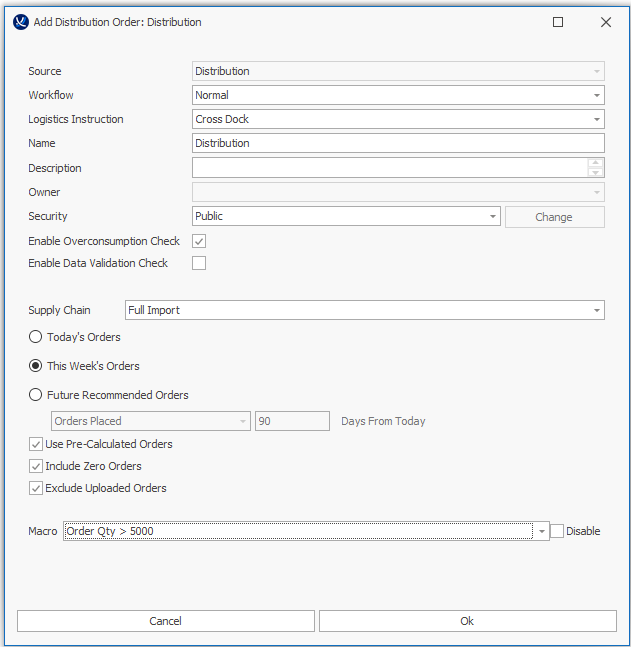 Add Distribution Order: Distribution
Source Distribution
Workflow Normal
Logistics Instruction Cross Dock
Name Distribution
Description
Owner
Security Public Change
Enable Overconsumption Check
Enable Data Validation Check
Supply Chain Full Import
Today's Orders
This Week's Orders
Future Recommended Orders
Orders Placed 90 Days From Today
Use Pre-Calculated Orders
Include Zero Orders
Exclude Uploaded Orders
Macro Order Qty > 5000 Disable
Cancel Ok